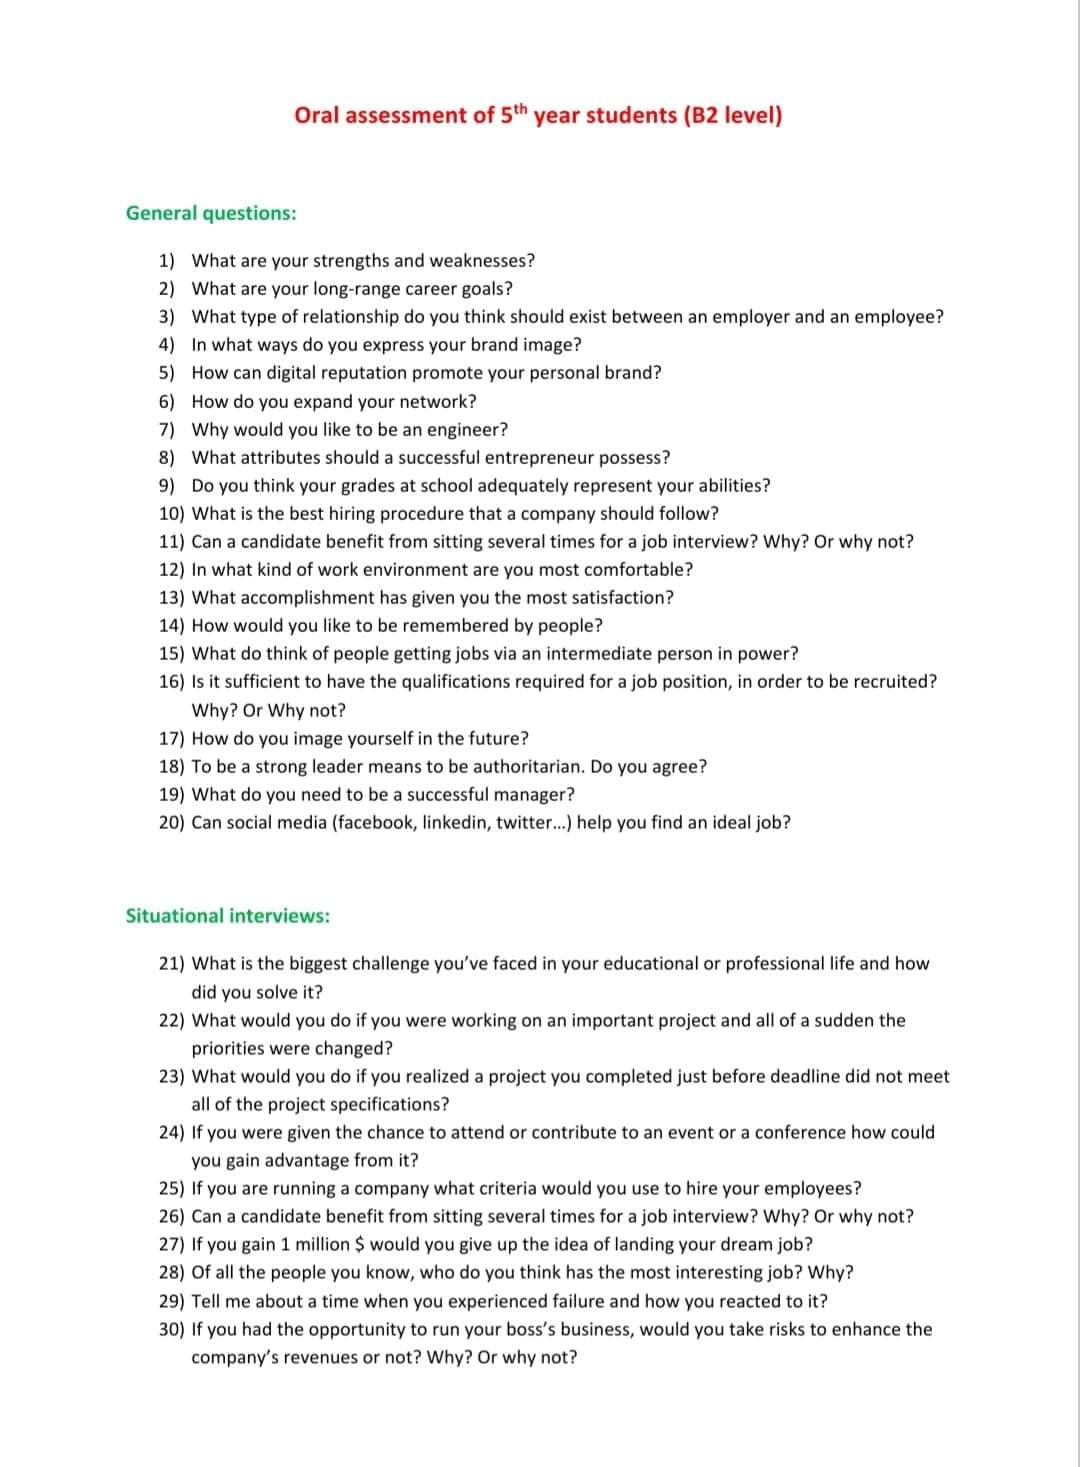 Oral assessment of 5th year students (B2 level)
General questions:
1) What are your strengths and weaknesses?
2) What are your long-range career goals?
3) What type of relationship do you think should exist between an employer and an employee?
4) In what ways do you express your brand image?
5) How can digital reputation promote your personal brand?
6) How do you expand your network?
7) Why would you like to be an engineer?
8) What attributes should a successful entrepreneur possess?
9) Do you think your grades at school adequately represent your abilities?
10) What is the best hiring procedure that a company should follow?
11) Can a candidate benefit from sitting several times for a job interview? Why? Or why not?
12) In what kind of work environment are you most comfortable?
13) What accomplishment has given you the most satisfaction?
14) How would you like to be remembered by people?
15) What do think of people getting jobs via an intermediate person in power?
16) Is it sufficient to have the qualifications required for a job position, in order to be recruited?
Why? Or Why not?
17) How do you image yourself in the future?
18) To be a strong leader means to be authoritarian. Do you agree?
19) What do you need to be a successful manager?
20) Can social media (facebook, linkedin, twitter...) help you find an ideal job?
Situational interviews:
21) What is the biggest challenge you've faced in your educational or professional life and how
did you solve it?
22) What would you do if you were working on an important project and all of a sudden the
priorities were changed?
23) What would you do if you realized a project you completed just before deadline did not meet
all of the project specifications?
24) If you were given the chance to attend or contribute to an event or a conference how could
you gain advantage from it?
25) If you are running a company what criteria would you use to hire your employees?
26) Can a candidate benefit from sitting several times for a job interview? Why? Or why not?
27) If you gain 1 million $ would you give up the idea of landing your dream job?
28) Of all the people you know, who do you think has the most interesting job? Why?
29) Tell me about a time when you experienced failure and how you reacted to it?
30) If you had the opportunity to run your boss's business, would you take risks to enhance the
company's revenues or not? Why? Or why not?